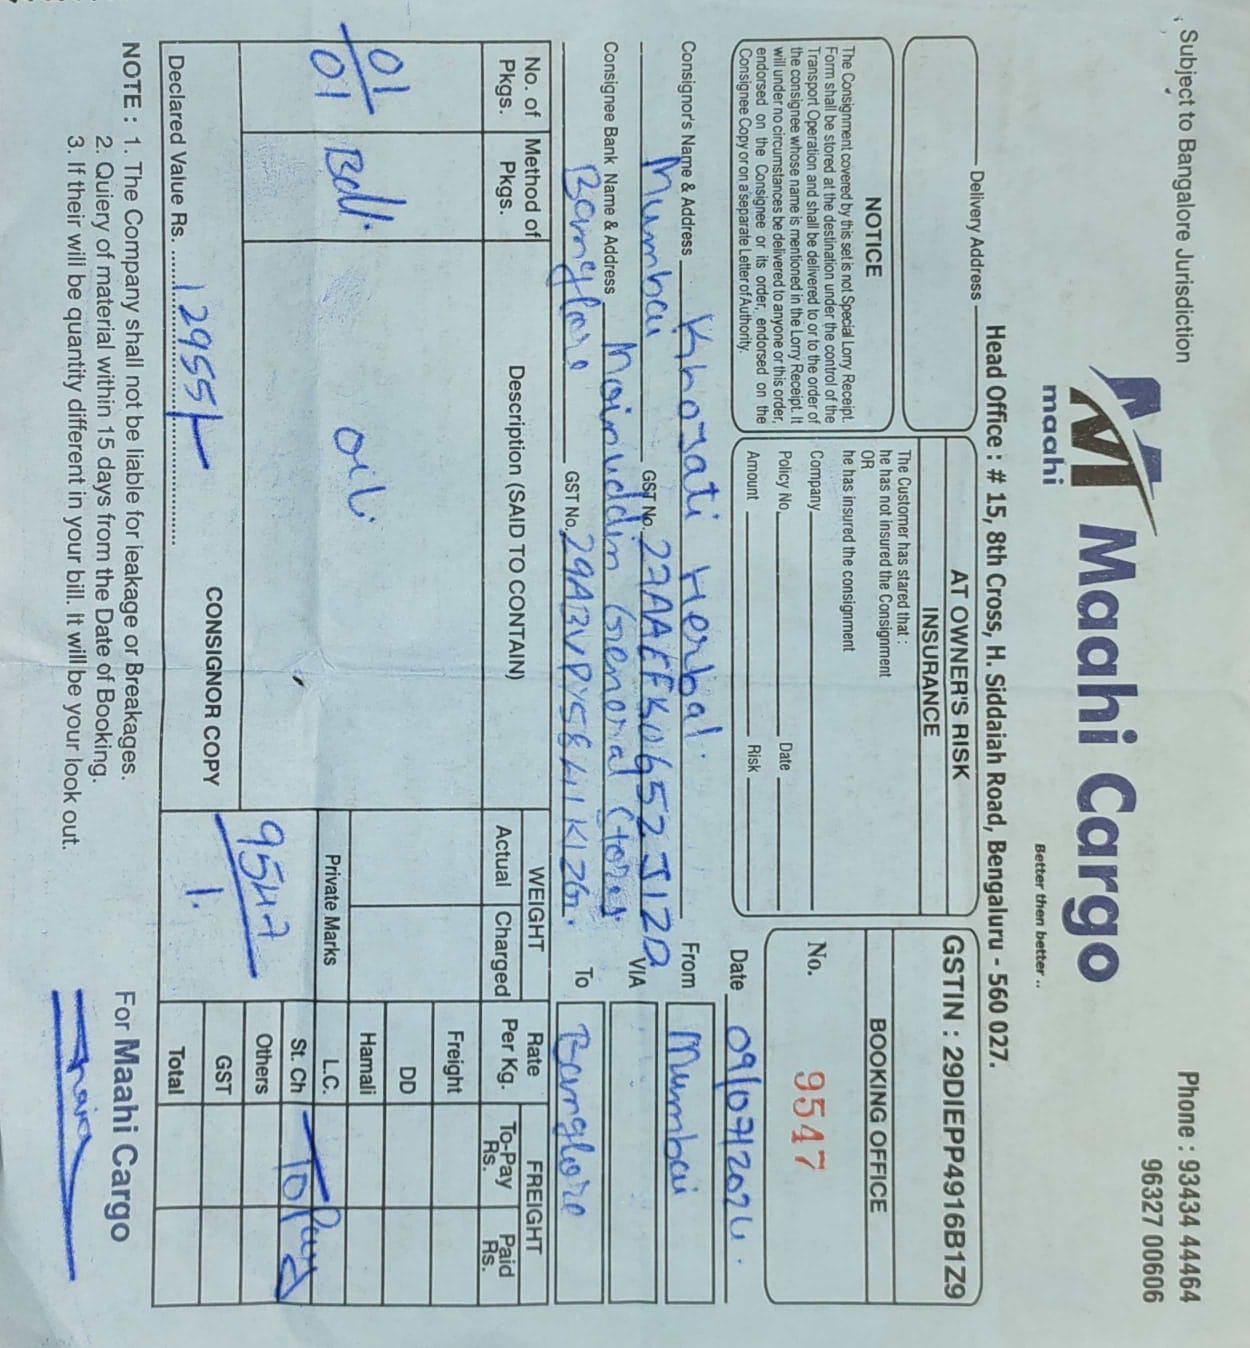 Subject to Bangalore Jurisdiction
Phone : 93434 44464
96327 00606
maahi
Maahi Cargo
Better then better ..
Head Office : # 15, 8th Cross, H. Siddaiah Road, Bengaluru - 560 027.
Delivery Address
NOTICE
The Consignment covered by this set is not Special Lorry Receipt.
Form shall be stored at the destination under the control of the
Transport Operation and shall be delivered to or to the order of
the consignee whose name is mentioned in the Lorry Receipt. It
will under no circumstances be delivered to anyone or this order,
endorsed on the Consignee or its order, endorsed on the
Consignee Copy or on a separate Letter of Authority.
AT OWNER'S RISK
INSURANCE
The Customer has stared that :
he has not insured the Consignment
OR
he has insured the consignment
Company
Policy No. Date
Amount Risk
GSTIN : 29DIEPP4916B1Z9
BOOKING OFFICE
No. 9547
Date 09/07/2024.
Consignor's Name & Address Khojati Herbal.
From Mumbai
Mumbai GST No. 27AAEFK0652J1ZQ
VIA
Consignee Bank Name & Address Moinuddin General Stores
Banglore GST No.
To Banglore
No. of Pkgs. Method of Pkgs. Description (SAID TO CONTAIN) WEIGHT Actual Charged Rate Per Kg. FREIGHT To-Pay Rs. Paid Rs.
01/01 Oil.
Freight
DD
Hamali
Private Marks L.C.
St. Ch To Pay
9547 Others
1. GST
Total
CONSIGNOR COPY
Declared Value Rs. 12955/-
NOTE : 1. The Company shall not be liable for leakage or Breakages.
2. Quiery of material within 15 days from the Date of Booking.
3. If their will be quantity different in your bill. It will be your look out.
For Maahi Cargo